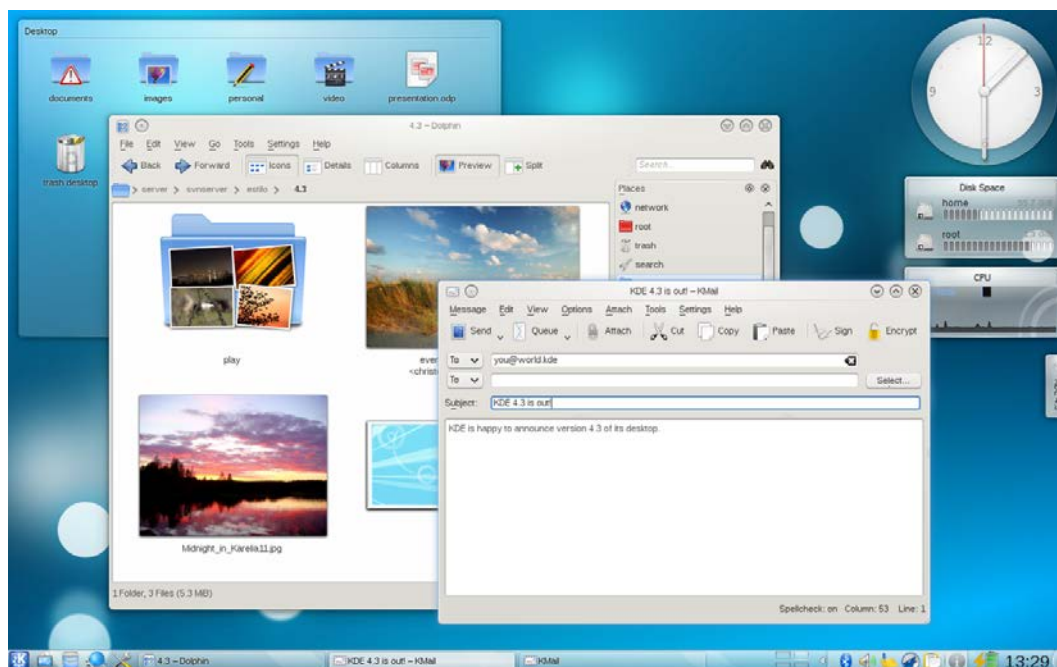 Desktop
documents images personal video presentation.odp
trash desktop
4.3 – Dolphin
File Edit View Go Tools Settings Help
Back Forward Icons Details Columns Preview Split Search...
> server > svnserver > estilo > 4.3
Places
network
root
trash
search
play
Midnight_in_Karelia11.jpg
1 Folder, 3 Files (5.3 MiB)
KDE 4.3 is out! – KMail
Message Edit View Options Attach Tools Settings Help
Send Queue Attach Cut Copy Paste Sign Encrypt
To you@world.kde
To Select...
Subject: KDE 4.3 is out!
KDE is happy to announce version 4.3 of its desktop.
Spellcheck: on Column: 53 Line: 1
12
9 3
6
Disk Space
home
root
CPU
4.3 – Dolphin KDE 4.3 is out! – KMail KMail 13:29